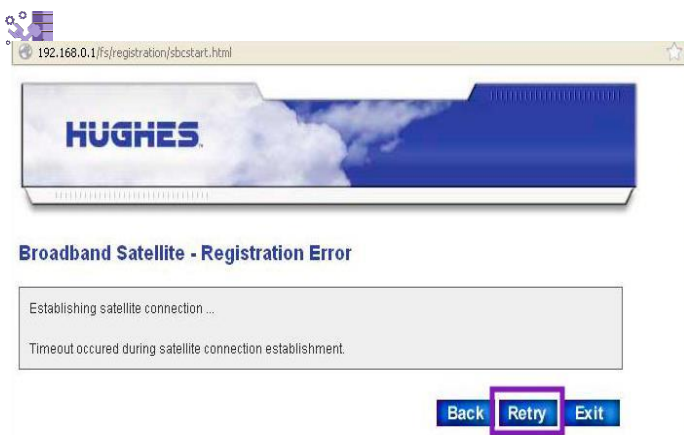 192.168.0.1/fs/registration/sbcstart.html
HUGHES.
Broadband Satellite - Registration Error
Establishing satellite connection ...
Timeout occured during satellite connection establishment.
Back Retry Exit